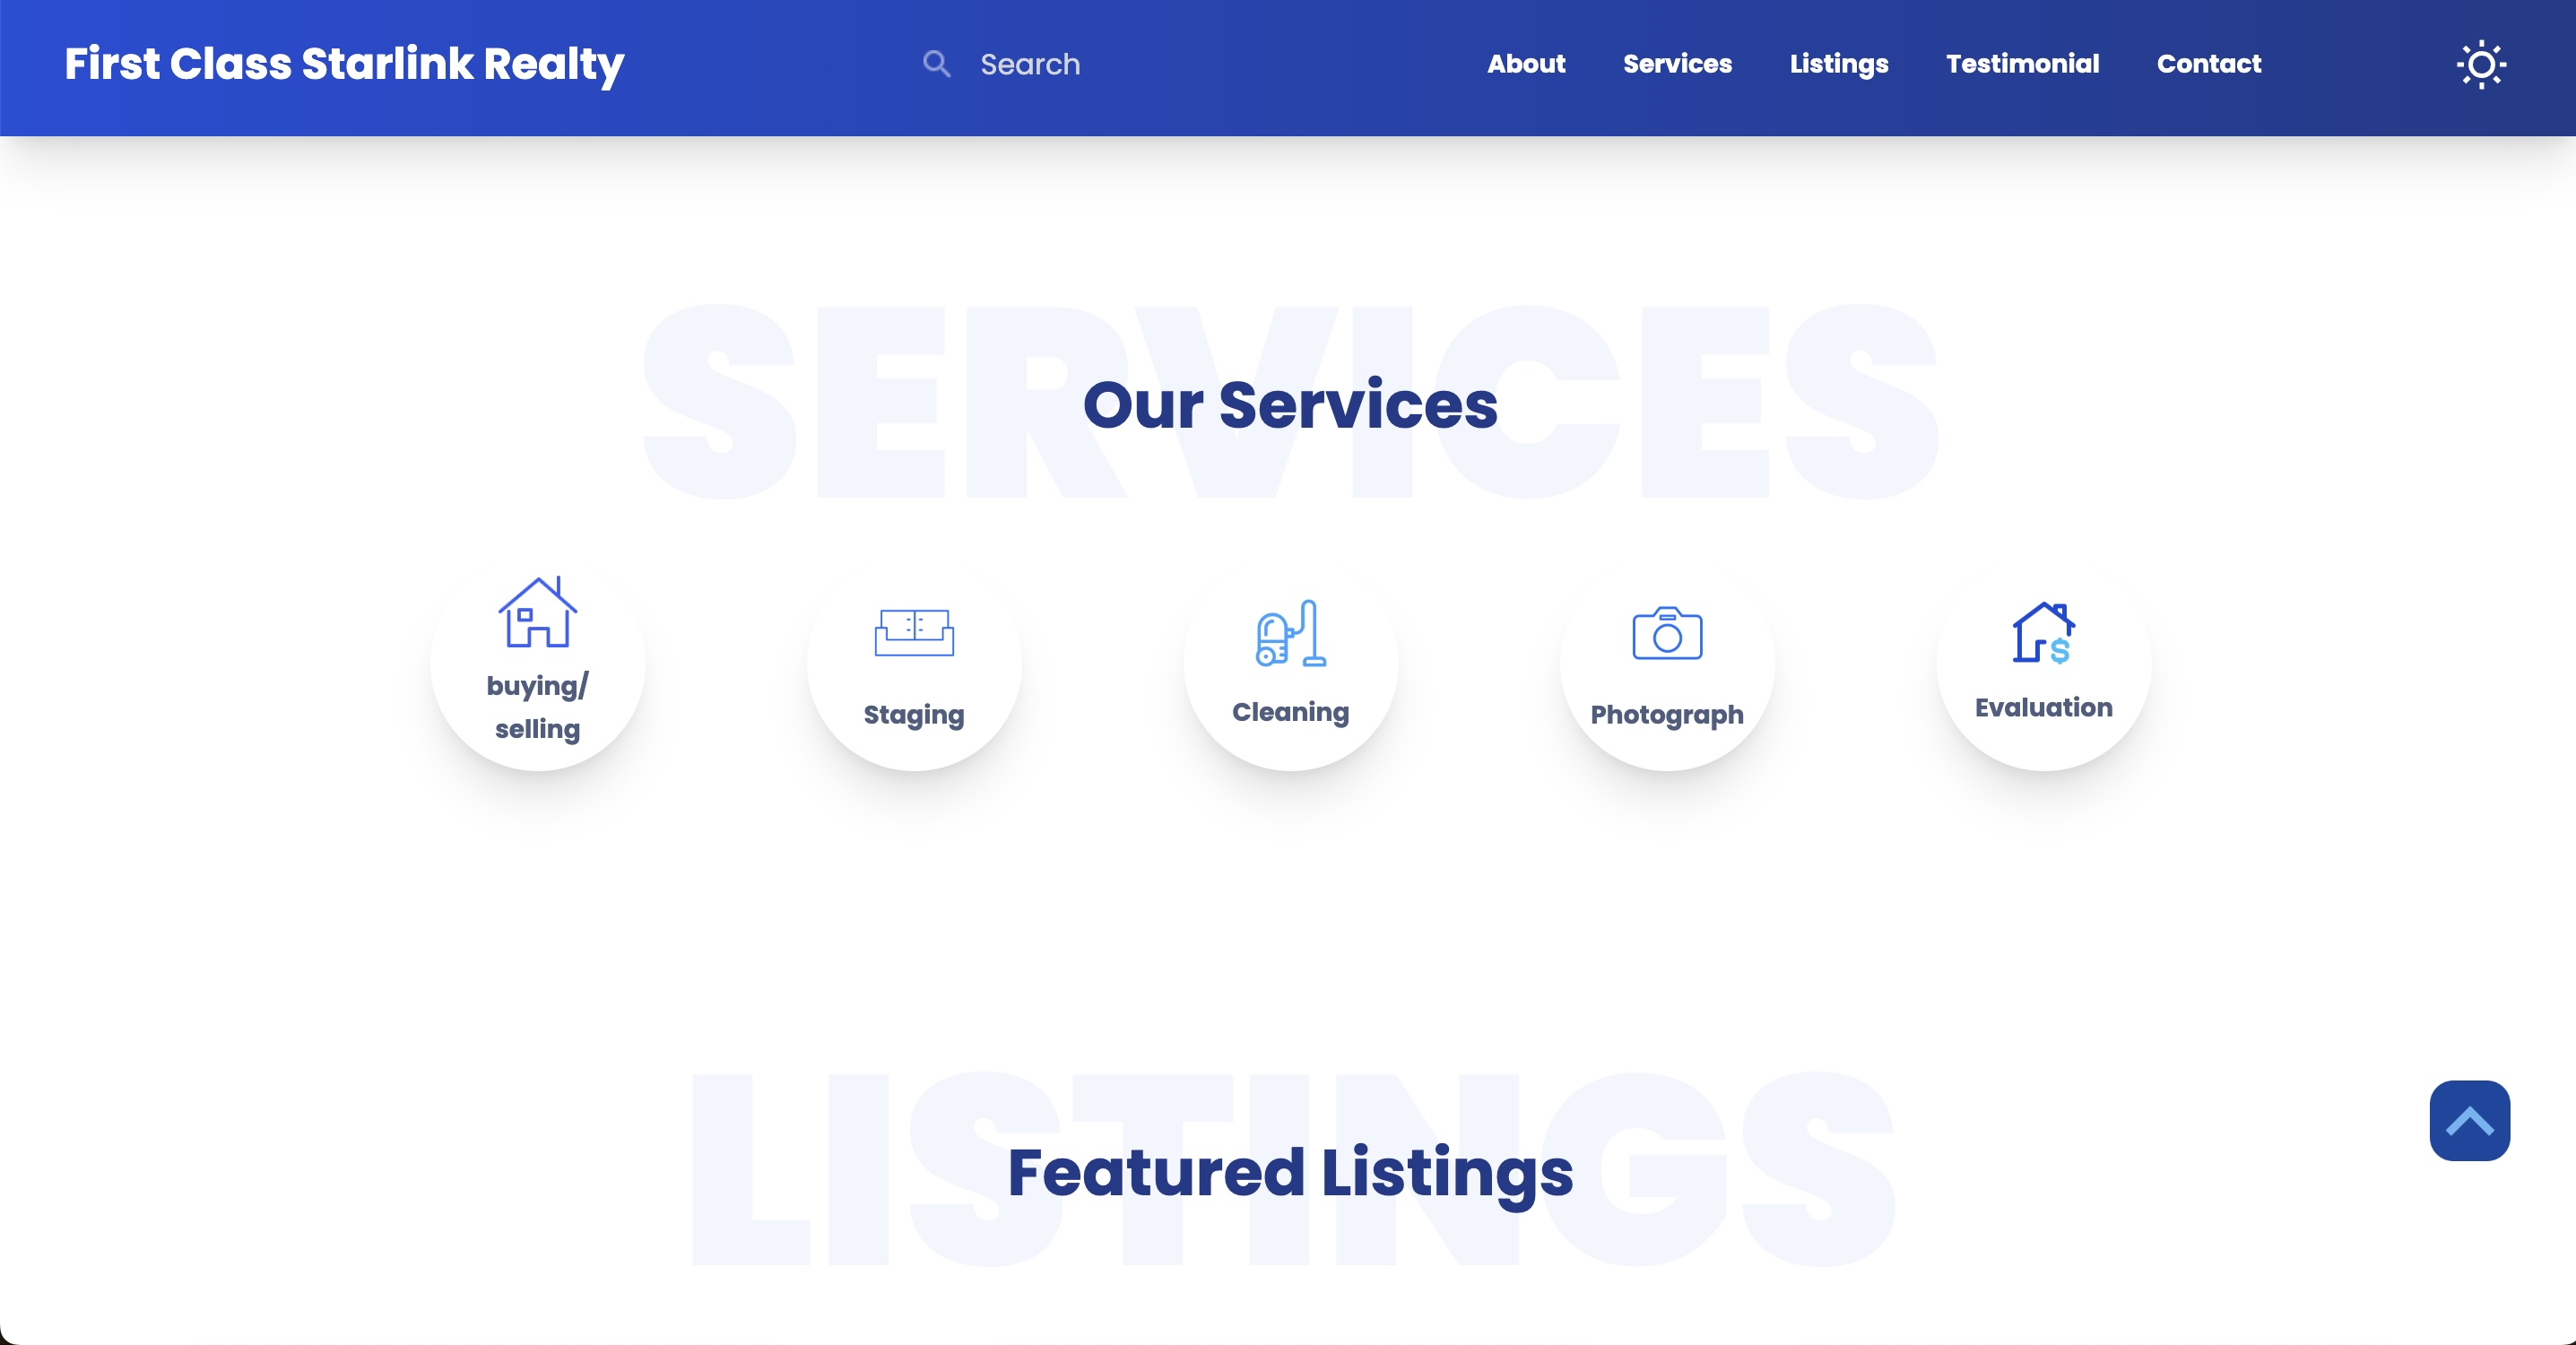 First Class Starlink Realty
Search
About Services Listings Testimonial Contact
SERVICES
Our Services
buying/
selling
Staging
Cleaning
Photograph
Evaluation
$
LISTINGS
Featured Listings